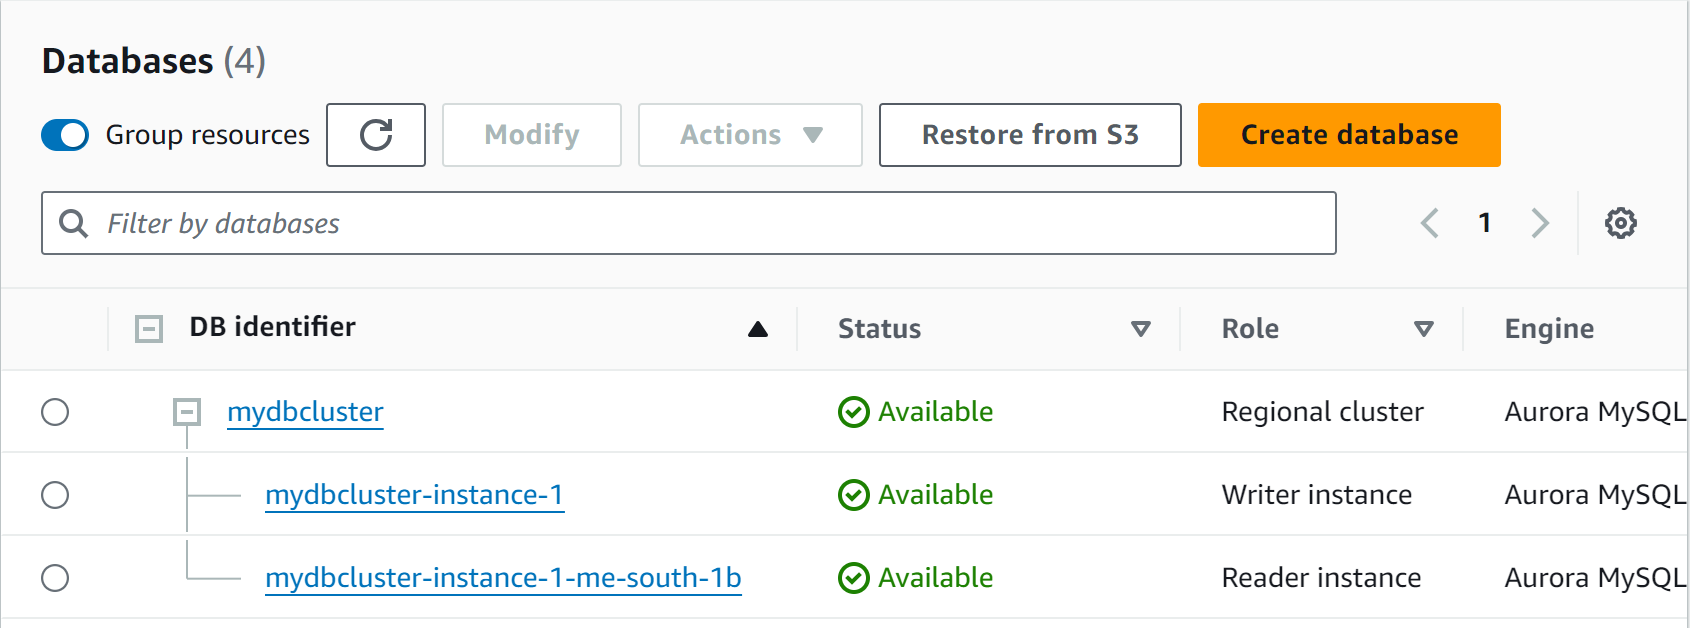 Databases (4)
Group resources Modify Actions Restore from S3 Create database
Filter by databases 1
DB identifier Status Role Engine
mydbcluster Available Regional cluster Aurora MySQL
mydbcluster-instance-1 Available Writer instance Aurora MySQL
mydbcluster-instance-1-me-south-1b Available Reader instance Aurora MySQL